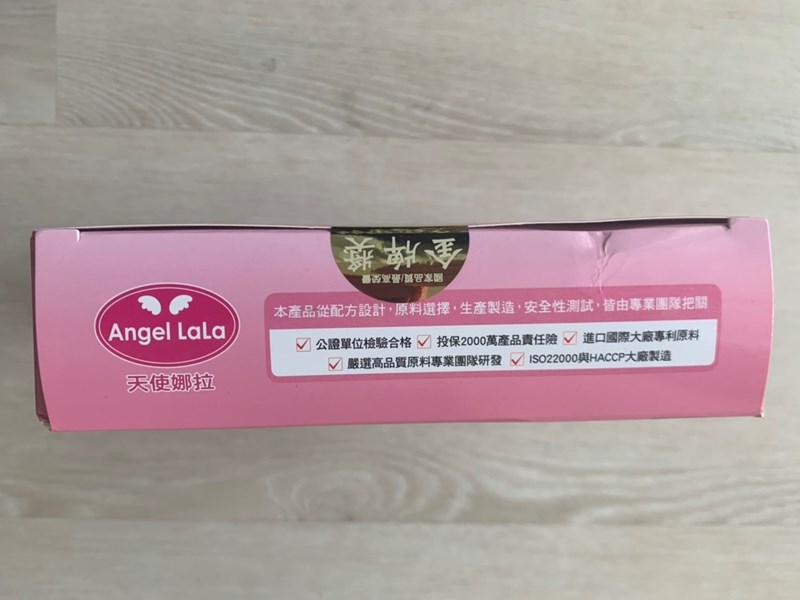 金牌獎
國家品質/最高榮譽
Angel LaLa
天使娜拉
本產品從配方設計,原料選擇,生產製造,安全性測試,皆由專業團隊把關
公證單位檢驗合格 投保2000萬產品責任險 進口國際大廠專利原料
嚴選高品質原料專業團隊研發 ISO22000與HACCP大廠製造